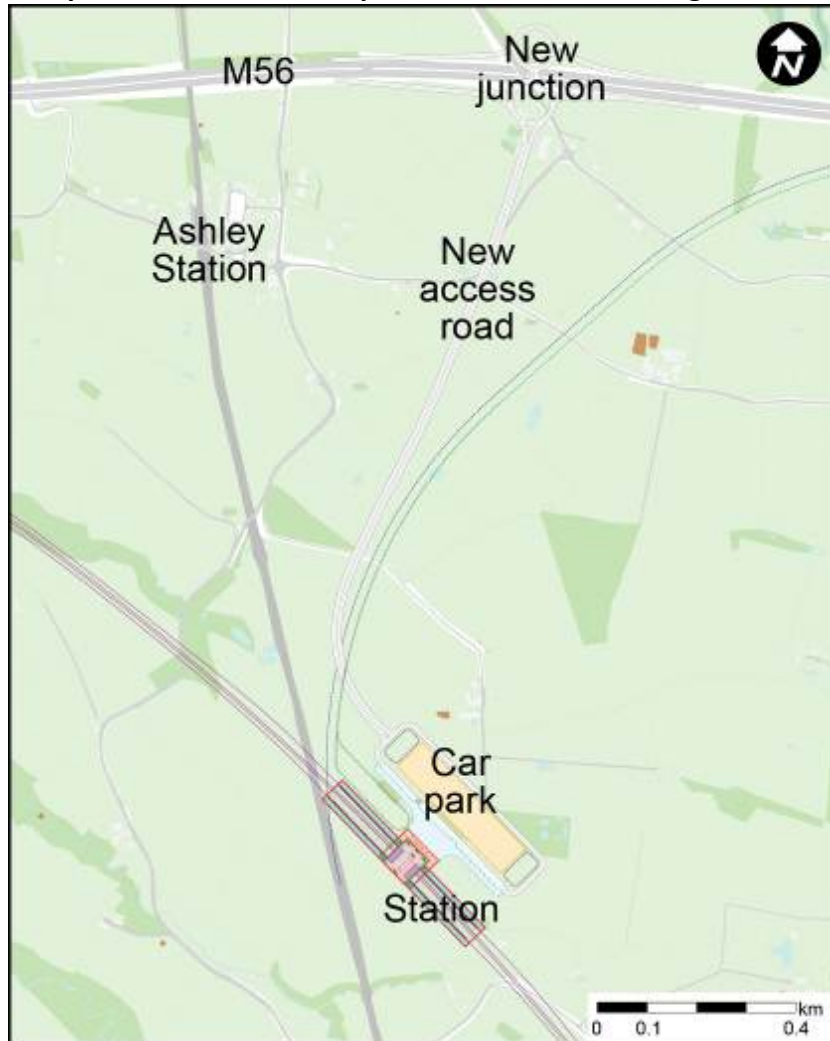 M56
New
junction
N
Ashley
Station
New
access
road
Car
park
Station
km
0 0.1 0.4